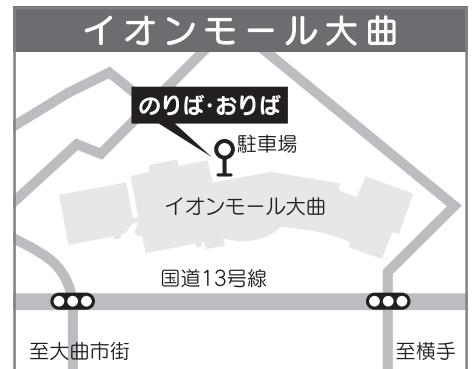 イオンモール大曲
のりば･おりば
駐車場
イオンモール大曲
国道13号線
至大曲市街
至横手